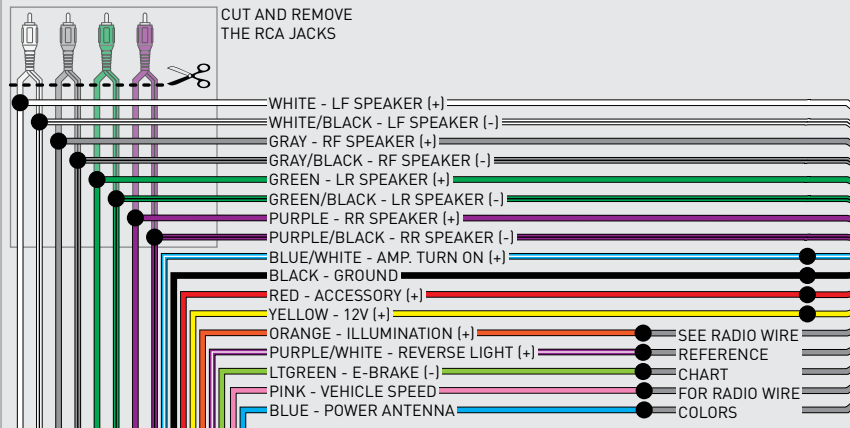 CUT AND REMOVE
THE RCA JACKS
WHITE - LF SPEAKER (+)
WHITE/BLACK - LF SPEAKER (-)
GRAY - RF SPEAKER (+)
GRAY/BLACK - RF SPEAKER (-)
GREEN - LR SPEAKER (+)
GREEN/BLACK - LR SPEAKER (-)
PURPLE - RR SPEAKER (+)
PURPLE/BLACK - RR SPEAKER (-)
BLUE/WHITE - AMP. TURN ON (+)
BLACK - GROUND
RED - ACCESSORY (+)
YELLOW - 12V (+)
ORANGE - ILLUMINATION (+)
PURPLE/WHITE - REVERSE LIGHT (+)
LTGREEN - E-BRAKE (-)
PINK - VEHICLE SPEED
BLUE - POWER ANTENNA
SEE RADIO WIRE
REFERENCE
CHART
FOR RADIO WIRE
COLORS